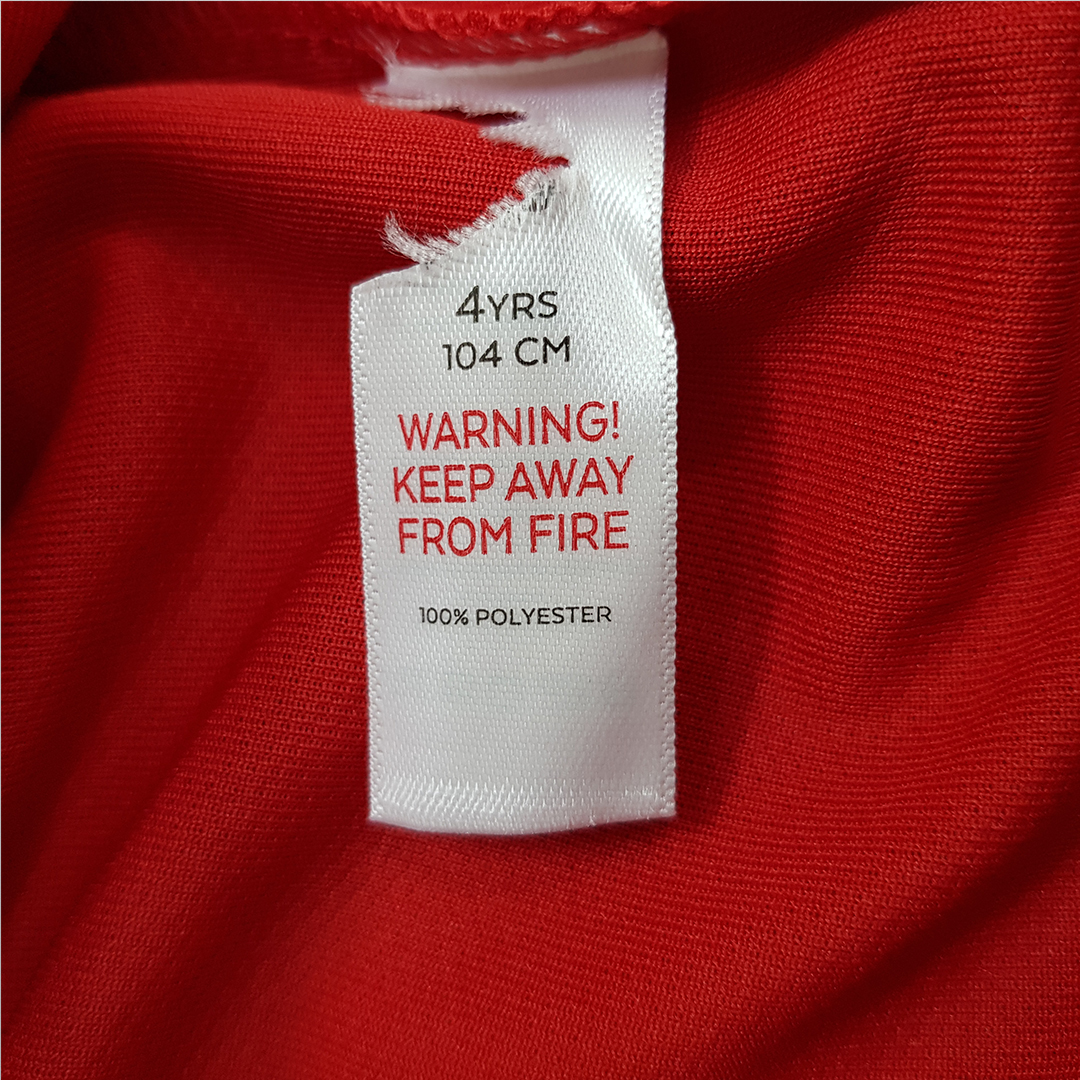 4YRS
104 CM
WARNING!
KEEP AWAY
FROM FIRE
100% POLYESTER